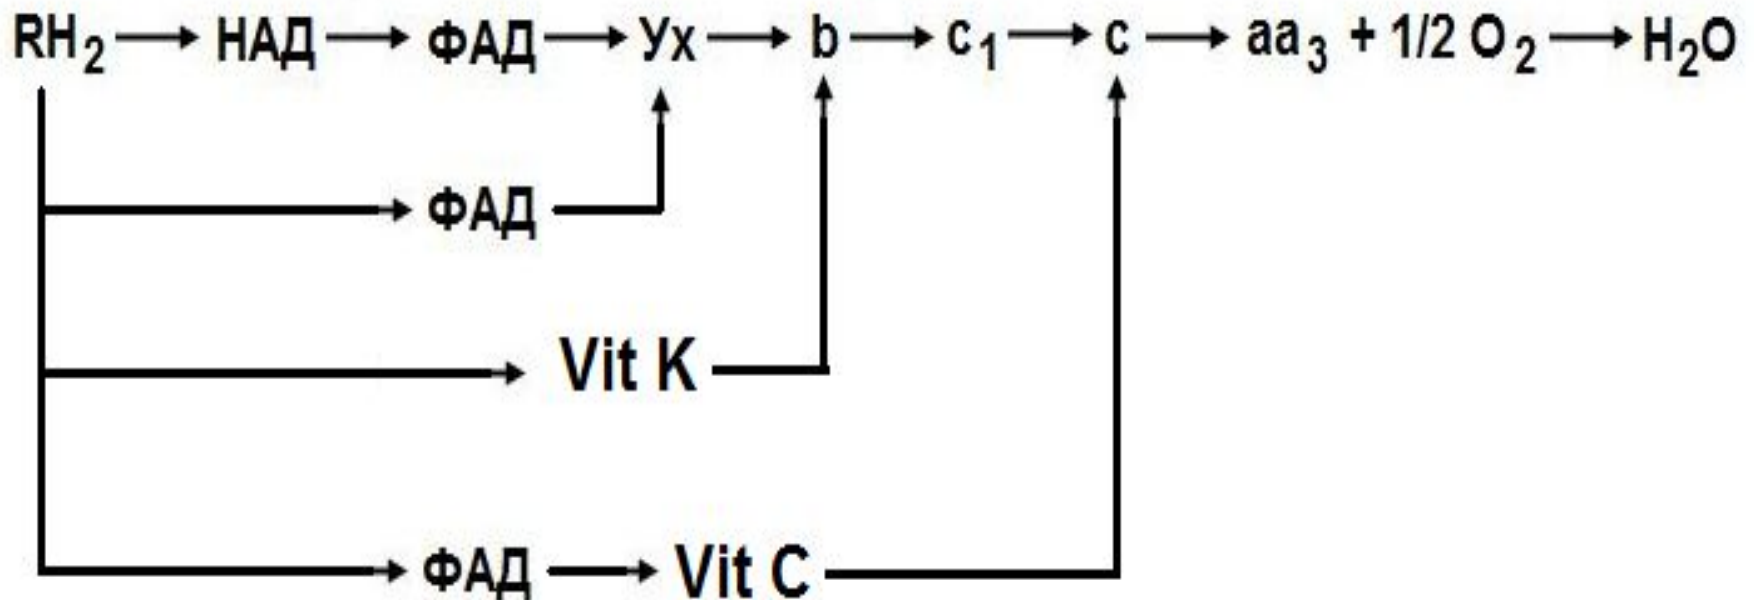 RH₂ → НАД → ФАД → Ух → b → c₁ → c → aa₃ + 1/2 O₂ → H₂O
ФАД
Vit K
ФАД → Vit C